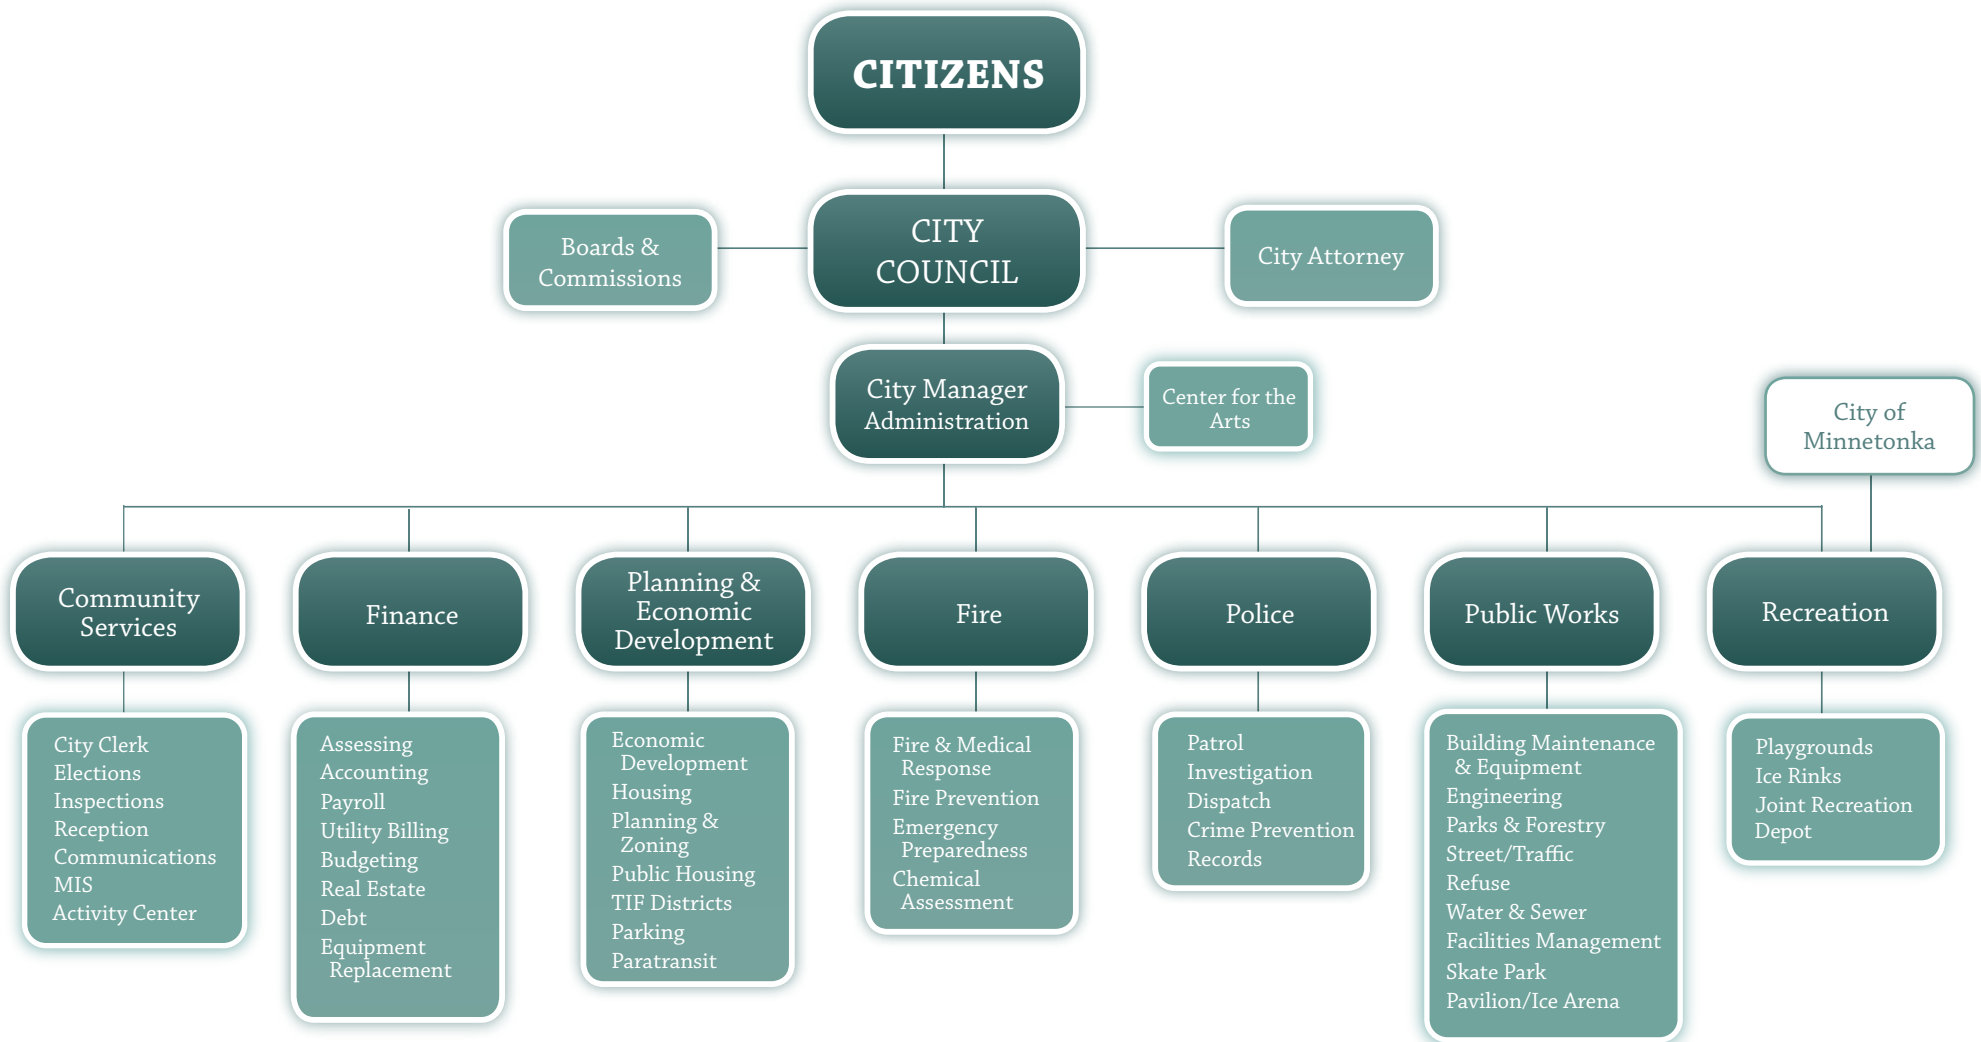 CITIZENS
Boards &
Commissions
CITY
COUNCIL
City Attorney
City Manager
Administration
Center for the
Arts
City of
Minnetonka
Community
Services
Finance
Planning &
Economic
Development
Fire
Police
Public Works
Recreation
City Clerk
Elections
Inspections
Reception
Communications
MIS
Activity Center
Assessing
Accounting
Payroll
Utility Billing
Budgeting
Real Estate
Debt
Equipment
Replacement
Economic
Development
Housing
Planning &
Zoning
Public Housing
TIF Districts
Parking
Paratransit
Fire & Medical
Response
Fire Prevention
Emergency
Preparedness
Chemical
Assessment
Patrol
Investigation
Dispatch
Crime Prevention
Records
Building Maintenance
& Equipment
Engineering
Parks & Forestry
Street/Traffic
Refuse
Water & Sewer
Facilities Management
Skate Park
Pavilion/Ice Arena
Playgrounds
Ice Rinks
Joint Recreation
Depot